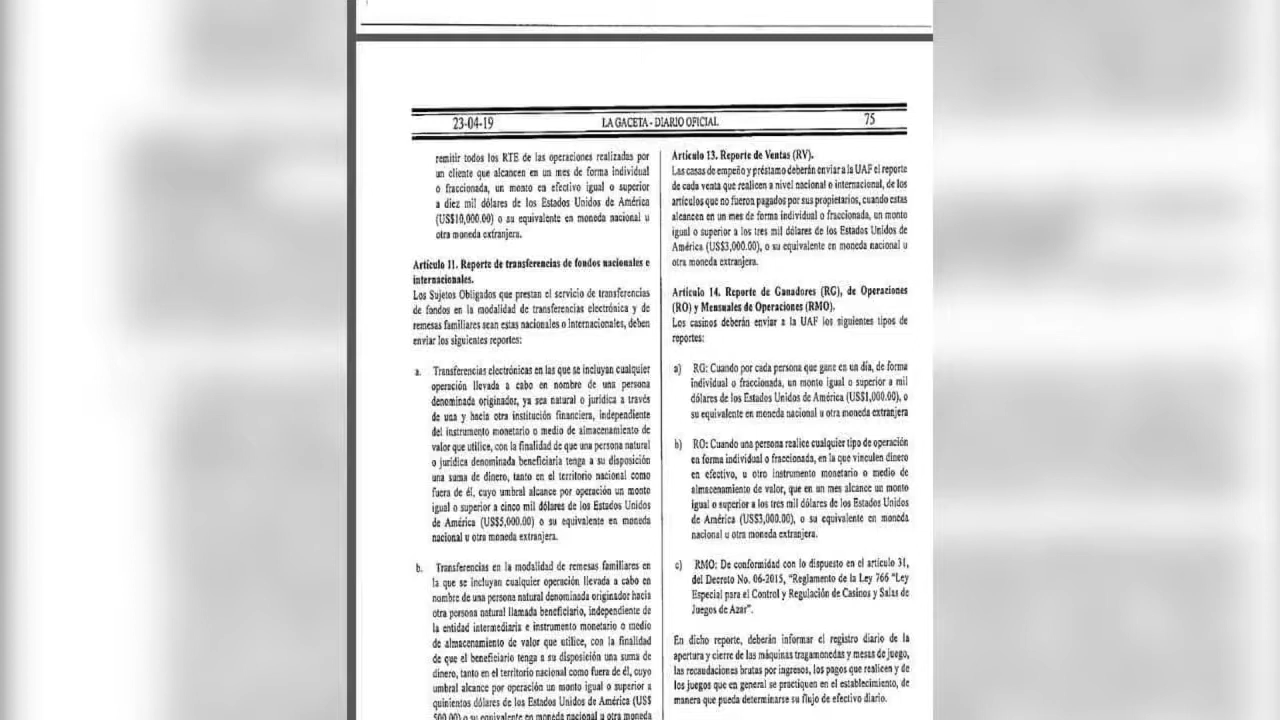 23-04-19 LA GACETA - DIARIO OFICIAL 75
remitir todos los RTE de las operaciones realizadas por
un cliente que alcancen en un mes de forma individual
o fraccionada, un monto en efectivo igual o superior
a diez mil dólares de los Estados Unidos de América
(US$10,000.00) o su equivalente en moneda nacional u
otra moneda extranjera.
Artículo 11. Reporte de transferencias de fondos nacionales e
internacionales.
Los Sujetos Obligados que prestan el servicio de transferencias
de fondos en la modalidad de transferencias electrónica y de
remesas familiares sean estas nacionales o internacionales, deben
enviar los siguientes reportes:
a. Transferencias electrónicas en las que se incluyan cualquier
operación llevada a cabo en nombre de una persona
denominada originador, ya sea natural o jurídica a través
de una y hacia otra institución financiera, independiente
del instrumento monetario o medio de almacenamiento de
valor que utilice, con la finalidad de que una persona natural
o jurídica denominada beneficiaria tenga a su disposición
una suma de dinero, tanto en el territorio nacional como
fuera de él, cuyo umbral alcance por operación un monto
igual o superior a cinco mil dólares de los Estados Unidos
de América (US$5,000.00) o su equivalente en moneda
nacional u otra moneda extranjera.
b. Transferencias en la modalidad de remesas familiares en
la que se incluyan cualquier operación llevada a cabo en
nombre de una persona natural denominada originador hacia
otra persona natural llamada beneficiario, independiente de
la entidad intermediaria e instrumento monetario o medio
de almacenamiento de valor que utilice, con la finalidad
de que el beneficiario tenga a su disposición una suma de
dinero, tanto en el territorio nacional como fuera de él, cuyo
umbral alcance por operación un monto igual o superior a
quinientos dólares de los Estados Unidos de América (US$
500.00) o su equivalente en moneda nacional u otra moneda
Artículo 13. Reporte de Ventas (RV).
Las casas de empeño y préstamo deberán enviar a la UAF el reporte
de cada venta que realicen a nivel nacional o internacional, de los
artículos que no fueron pagados por sus propietarios, cuando estas
alcancen en un mes de forma individual o fraccionada, un monto
igual o superior a los tres mil dólares de los Estados Unidos de
América (US$3,000.00), o su equivalente en moneda nacional u
otra moneda extranjera.
Artículo 14. Reporte de Ganadores (RG), de Operaciones
(RO) y Mensuales de Operaciones (RMO).
Los casinos deberán enviar a la UAF los siguientes tipos de
reportes:
a) RG: Cuando por cada persona que gane en un día, de forma
individual o fraccionada, un monto igual o superior a mil
dólares de los Estados Unidos de América (US$1,000.00), o
su equivalente en moneda nacional u otra moneda extranjera
b) RO: Cuando una persona realice cualquier tipo de operación
en forma individual o fraccionada, en la que vinculen dinero
en efectivo, u otro instrumento monetario o medio de
almacenamiento de valor, que en un mes alcance un monto
igual o superior a los tres mil dólares de los Estados Unidos
de América (US$3,000.00), o su equivalente en moneda
nacional u otra moneda extranjera.
c) RMO: De conformidad con lo dispuesto en el artículo 31,
del Decreto No. 06-2015, “Reglamento de la Ley 766 “Ley
Especial para el Control y Regulación de Casinos y Salas de
Juegos de Azar”.
En dicho reporte, deberán informar el registro diario de la
apertura y cierre de las máquinas tragamonedas y mesas de juego,
las recaudaciones brutas por ingresos, los pagos que realicen y de
los juegos que en general se practiquen en el establecimiento, de
manera que pueda determinarse su flujo de efectivo diario.